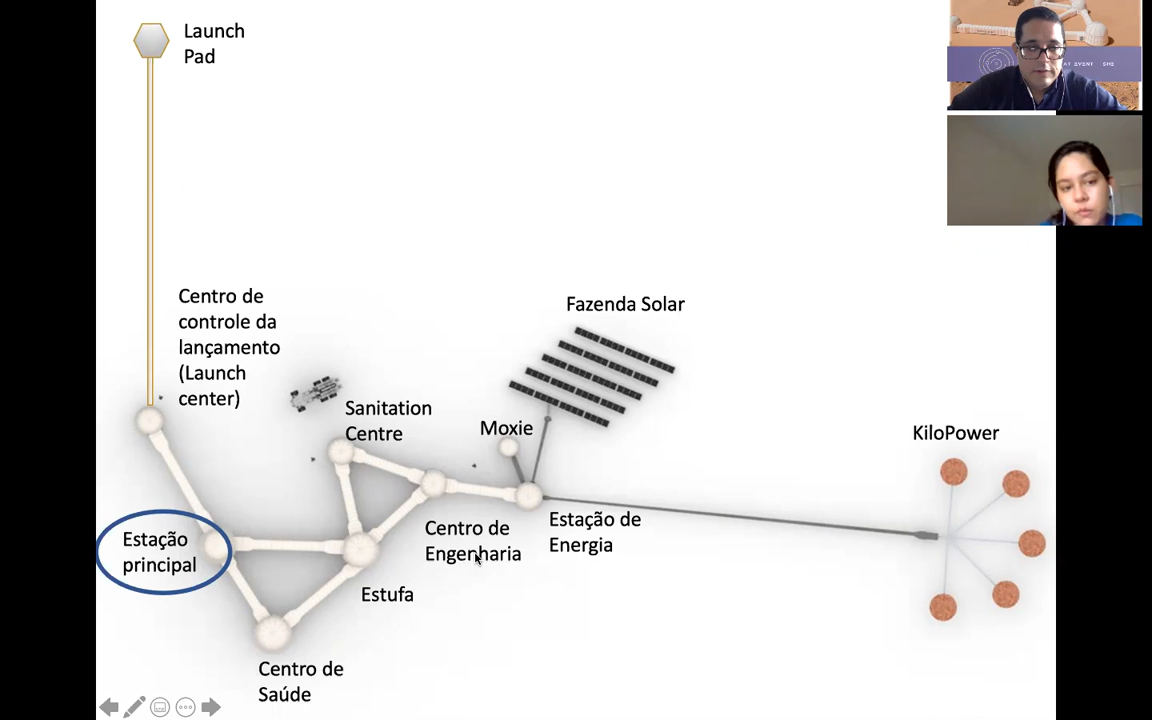 Launch
Pad
Centro de
controle da
lançamento
(Launch
center)
Fazenda Solar
Sanitation
Centre
Moxie
KiloPower
Estação
principal
Centro de
Engenharia
Estação de
Energia
Estufa
Centro de
Saúde
EVENT